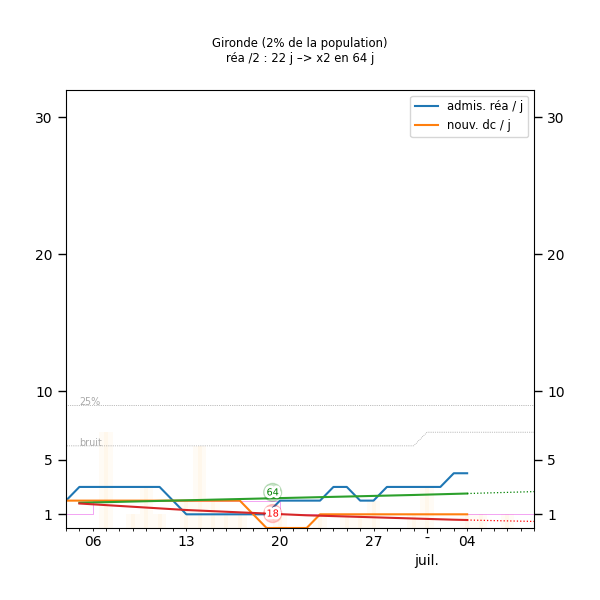 Gironde (2% de la population)
réa /2 : 22 j –> x2 en 64 j
admis. réa / j
nouv. dc / j
30 30
20 20
10 10
25%
bruit
5 5
64
18
1 1
06 13 20 27 - 04
juil.